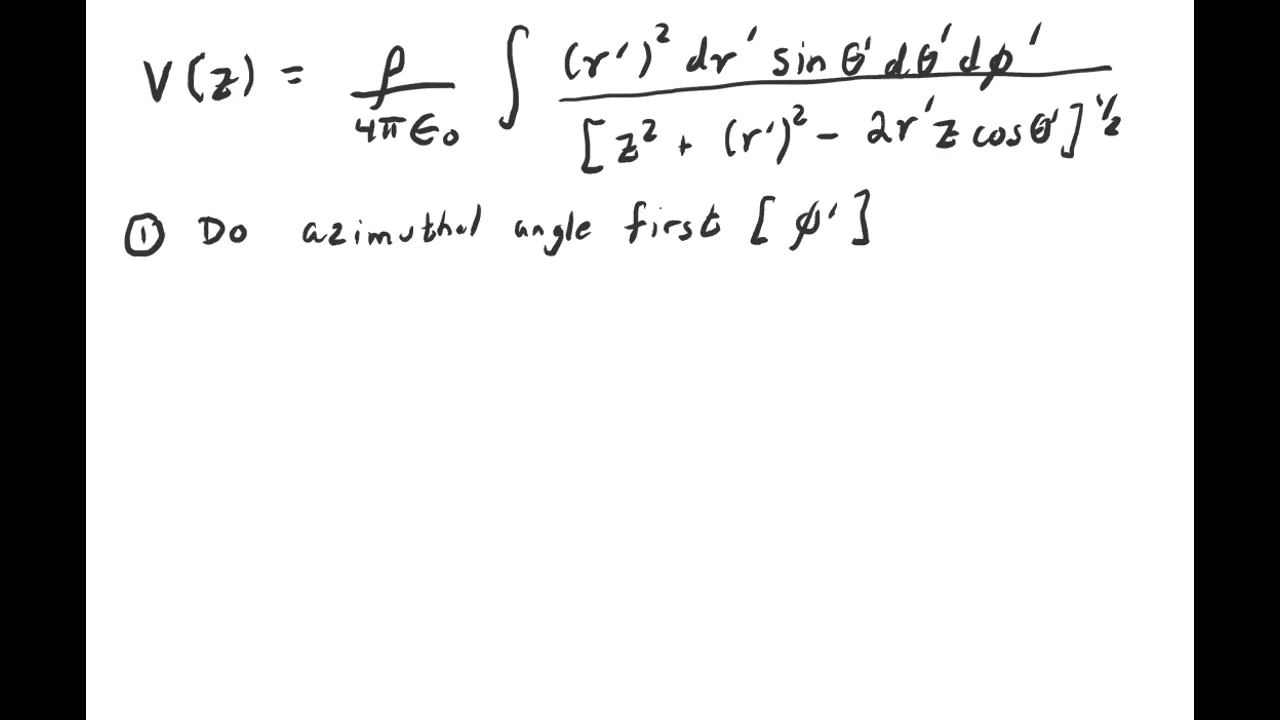 V(z) = ρ/4πϵ₀ ∫ (r′)² dr′ sin θ′ dθ′ dϕ′ / [z² + (r′)² − 2r′z cos θ′]^½
① Do azimuthal angle first [ϕ′]